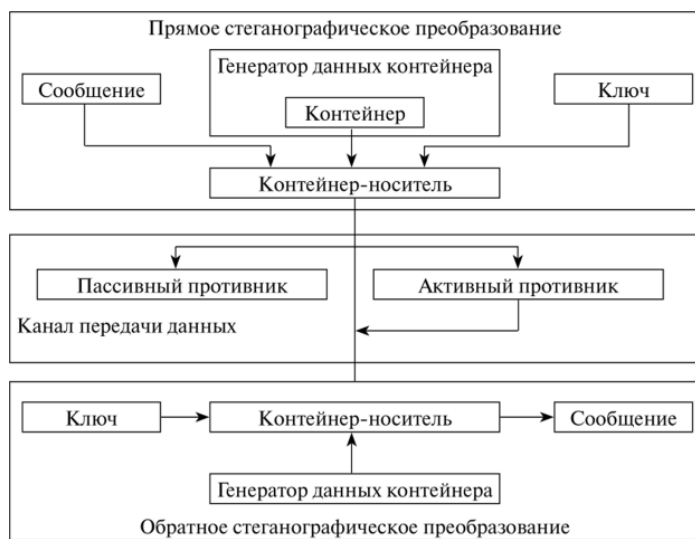 Прямое стеганографическое преобразование
Генератор данных контейнера
Сообщение
Ключ
Контейнер
Контейнер-носитель
Пассивный противник
Активный противник
Канал передачи данных
Ключ
Контейнер-носитель
Сообщение
Генератор данных контейнера
Обратное стеганографическое преобразование